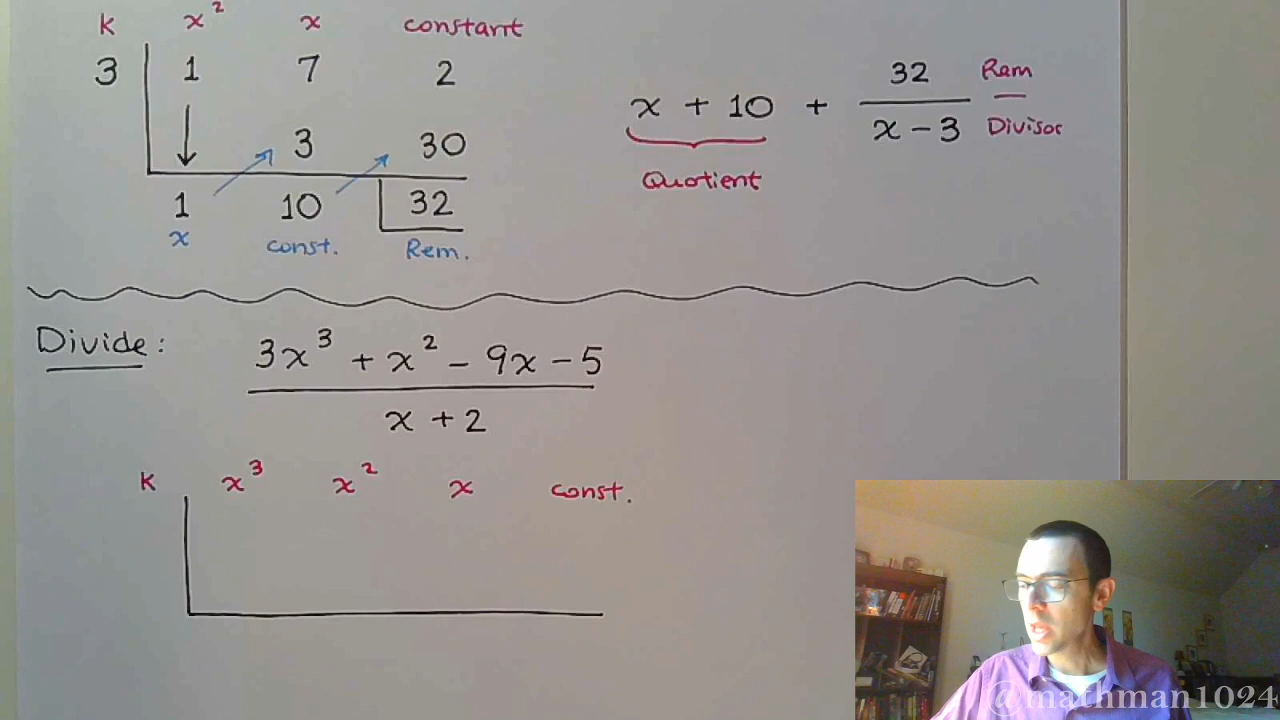 k x² x constant
3 1 7 2
3 30
1 10 32
x const. Rem.
x + 10 + 32/(x − 3) Rem/Divisor
Quotient
Divide: (3x³ + x² − 9x − 5)/(x + 2)
k x³ x² x const.
@mathman1024